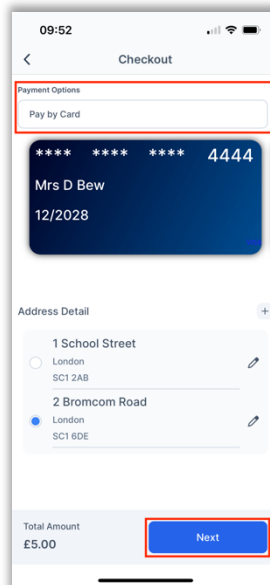 09:52
Checkout
Payment Options
Pay by Card
**** **** **** 4444
Mrs D Bew
12/2028
Address Detail +
1 School Street
London
SC1 2AB
2 Bromcom Road
London
SC1 6DE
Total Amount
£5.00
Next